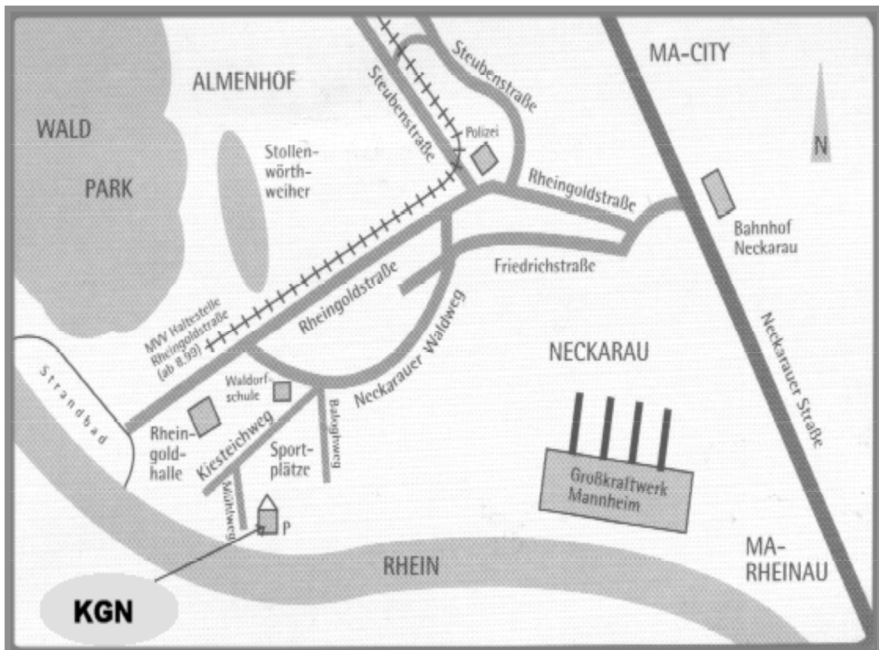 MA-CITY
ALMENHOF
WALD
PARK
Stollen-
wörth-
weiher
Steubenstraße
Steubenstraße
Polizei
N
Rheingoldstraße
Bahnhof
Neckarau
Friedrichstraße
Rheingoldstraße
MVV Haltestelle
Rheingoldstraße
(ab 8.99)
Neckarauer Waldweg
NECKARAU
Neckarauer Straße
Strandbad
Waldorf-
schule
Rhein-
gold-
halle
Kiesteichweg
Sport-
plätze
Baloghweg
Mühlweg
P
Großkraftwerk
Mannheim
RHEIN
MA-
RHEINAU
KGN